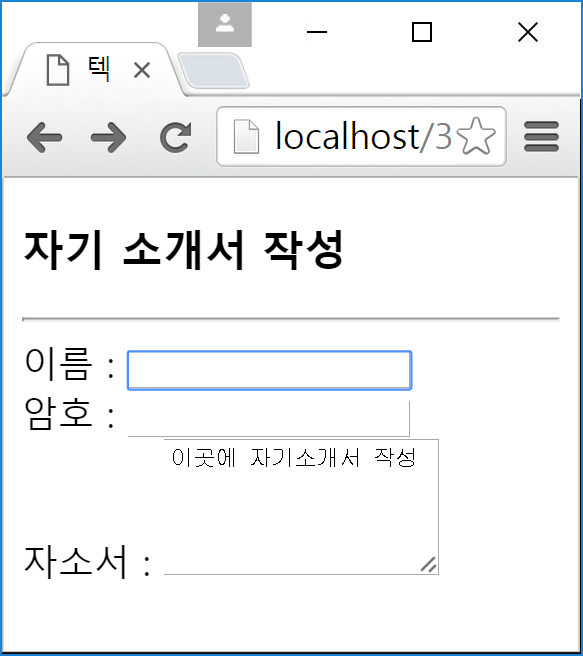 텍
localhost/3
자기 소개서 작성
이름 :
암호 :
이곳에 자기소개서 작성
자소서 :